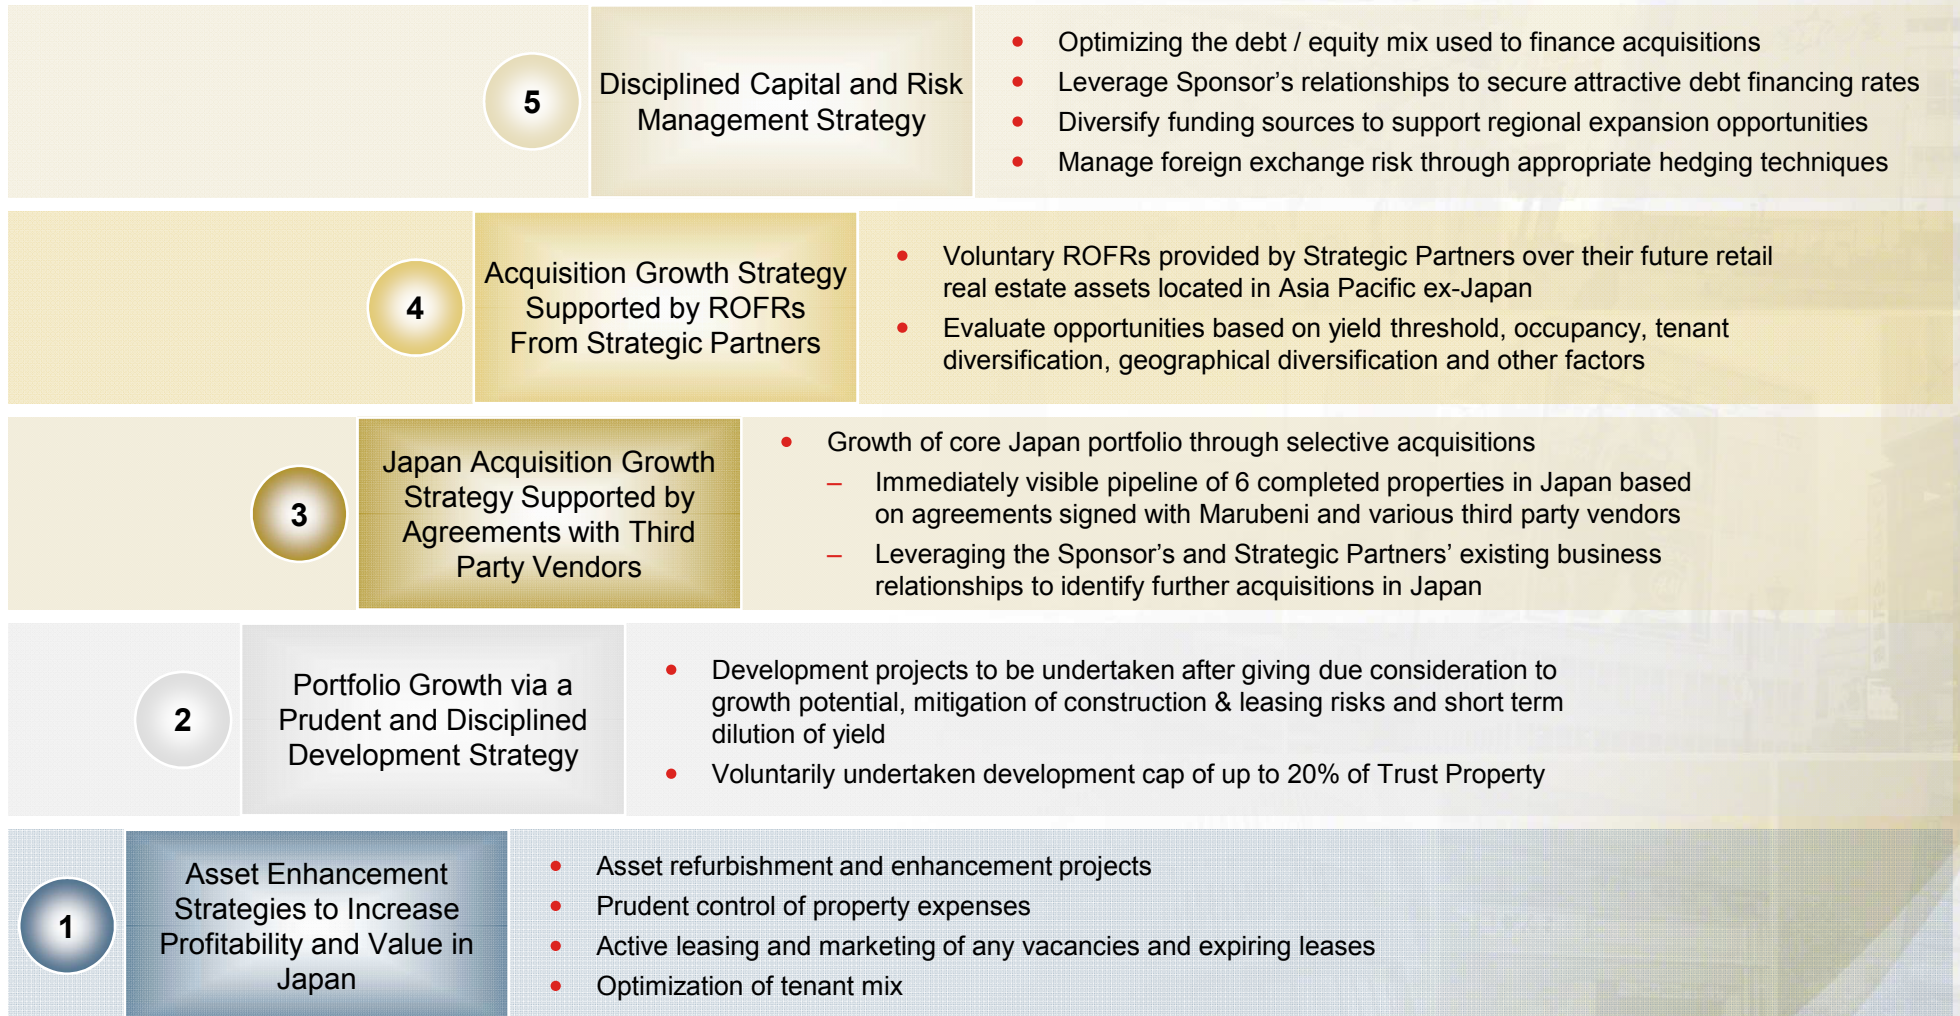 5
Disciplined Capital and Risk
Management Strategy
• Optimizing the debt / equity mix used to finance acquisitions
• Leverage Sponsor's relationships to secure attractive debt financing rates
• Diversify funding sources to support regional expansion opportunities
• Manage foreign exchange risk through appropriate hedging techniques
4
Acquisition Growth Strategy
Supported by ROFRs
From Strategic Partners
• Voluntary ROFRs provided by Strategic Partners over their future retail
real estate assets located in Asia Pacific ex-Japan
• Evaluate opportunities based on yield threshold, occupancy, tenant
diversification, geographical diversification and other factors
3
Japan Acquisition Growth
Strategy Supported by
Agreements with Third
Party Vendors
• Growth of core Japan portfolio through selective acquisitions
– Immediately visible pipeline of 6 completed properties in Japan based
on agreements signed with Marubeni and various third party vendors
– Leveraging the Sponsor's and Strategic Partners' existing business
relationships to identify further acquisitions in Japan
2
Portfolio Growth via a
Prudent and Disciplined
Development Strategy
• Development projects to be undertaken after giving due consideration to
growth potential, mitigation of construction & leasing risks and short term
dilution of yield
• Voluntarily undertaken development cap of up to 20% of Trust Property
1
Asset Enhancement
Strategies to Increase
Profitability and Value in
Japan
• Asset refurbishment and enhancement projects
• Prudent control of property expenses
• Active leasing and marketing of any vacancies and expiring leases
• Optimization of tenant mix